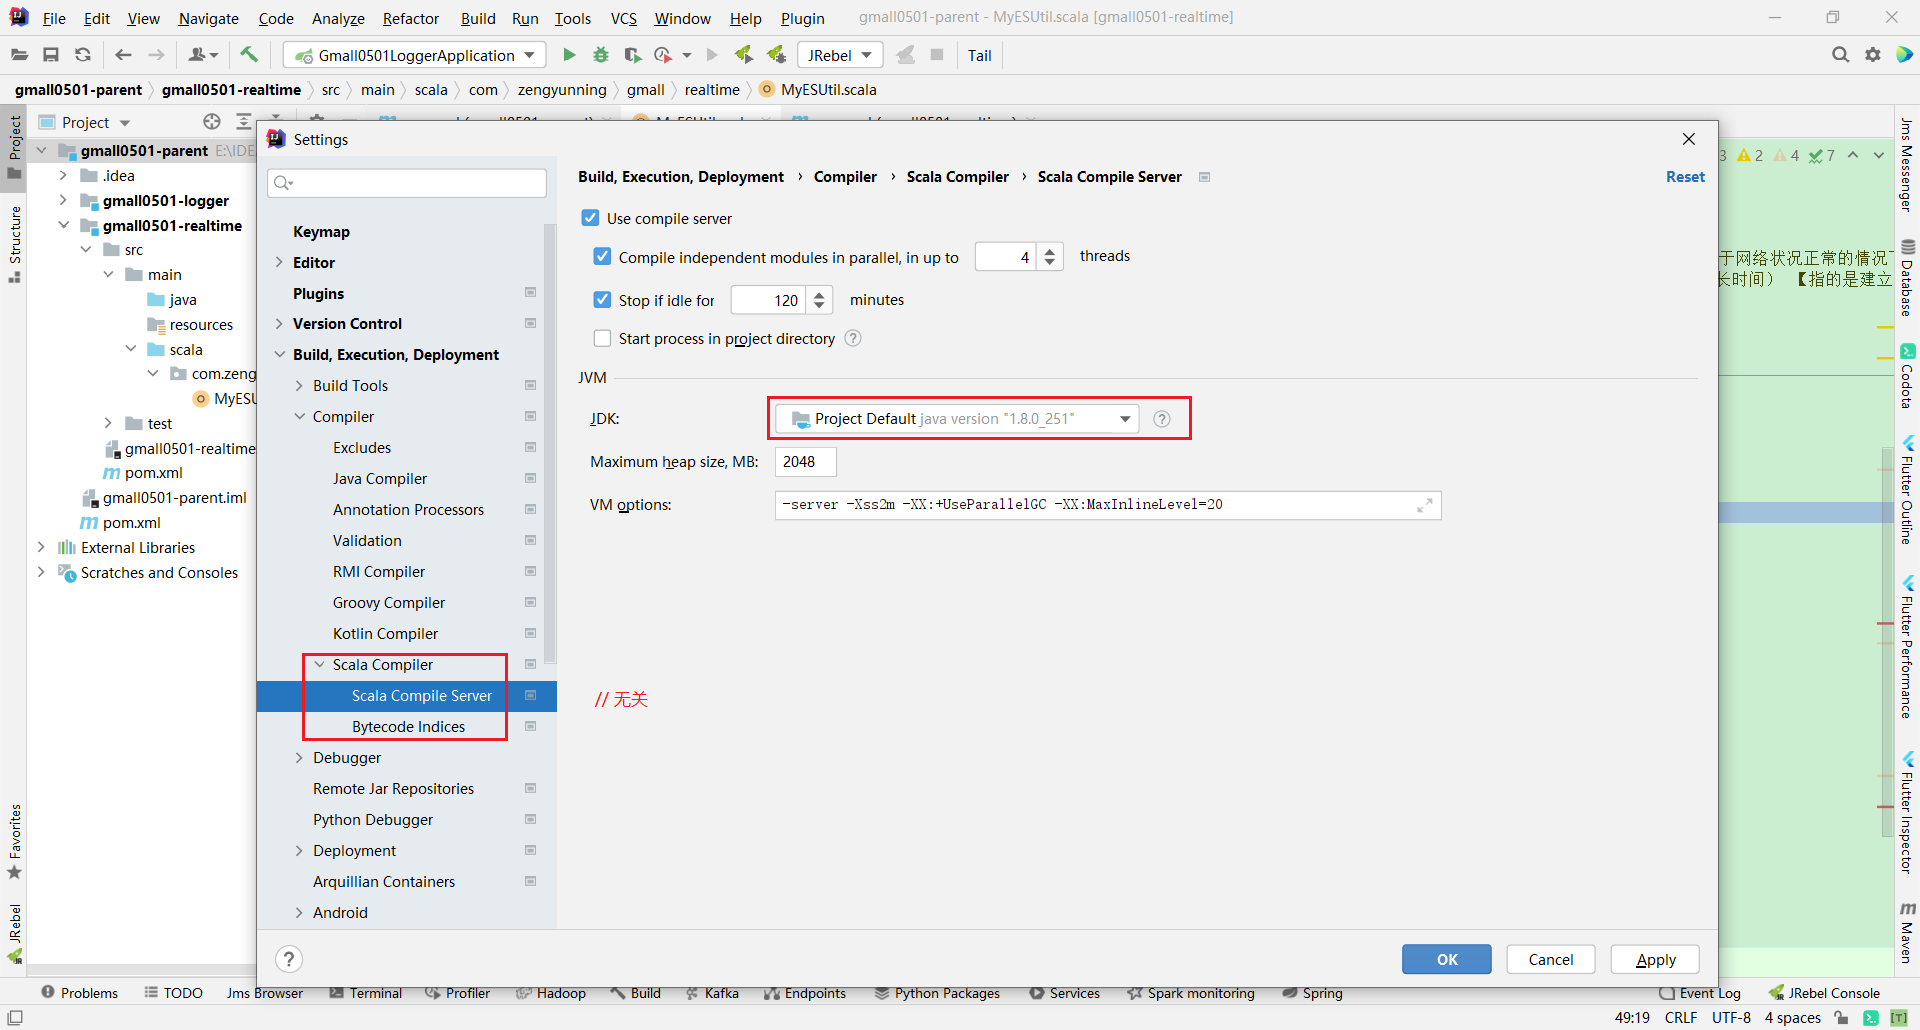 File Edit View Navigate Code Analyze Refactor Build Run Tools VCS Window Help Plugin gmall0501-parent - MyESUtil.scala [gmall0501-realtime]
Gmall0501LoggerApplication JRebel Tail
gmall0501-parent gmall0501-realtime src main scala com zengyunning gmall realtime MyESUtil.scala
Project
Settings
gmall0501-parent E:\IDE
.idea
gmall0501-logger
gmall0501-realtime
src
main
java
resources
scala
com.zeng
MyESU
test
gmall0501-realtime
pom.xml
gmall0501-parent.iml
pom.xml
External Libraries
Scratches and Consoles
Project
Structure
Favorites
JRebel
Keymap
Editor
Plugins
Version Control
Build, Execution, Deployment
Build Tools
Compiler
Excludes
Java Compiler
Annotation Processors
Validation
RMI Compiler
Groovy Compiler
Kotlin Compiler
Scala Compiler
Scala Compile Server
Bytecode Indices
Debugger
Remote Jar Repositories
Python Debugger
Deployment
Arquillian Containers
Android
Build, Execution, Deployment › Compiler › Scala Compiler › Scala Compile Server Reset
Use compile server
Compile independent modules in parallel, in up to 4 threads
Stop if idle for 120 minutes
Start process in project directory ?
JVM
JDK: Project Default java version "1.8.0_251" ?
Maximum heap size, MB: 2048
VM options: -server -Xss2m -XX:+UseParallelGC -XX:MaxInlineLevel=20
// 无关
? OK Cancel Apply
3 2 4 7
于网络状况正常的情况下
长时间） 【指的是建立
Jms Messenger
Database
Codota
Flutter Outline
Flutter Performance
Flutter Inspector
Maven
Problems TODO Jms Browser Terminal Profiler Hadoop Build Kafka Endpoints Python Packages Services Spark monitoring Spring Event Log JRebel Console
49:19 CRLF UTF-8 4 spaces [T]